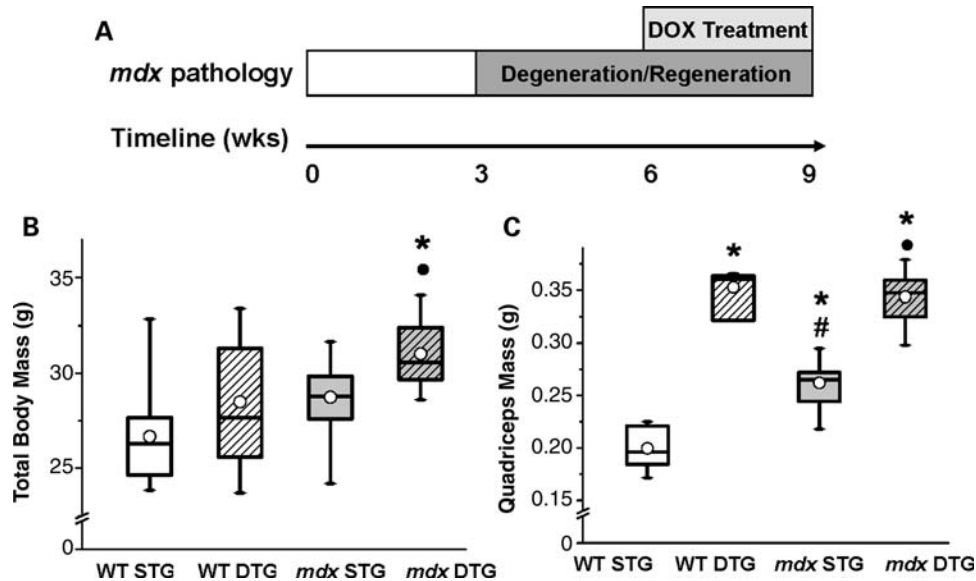 A
DOX Treatment
mdx pathology
Degeneration/Regeneration
Timeline (wks)
0 3 6 9
B
Total Body Mass (g)
35
30
25
0
*
WT STG WT DTG mdx STG mdx DTG
C
Quadriceps Mass (g)
0.35
0.30
0.25
0.20
0.15
0
*
*
#
*
WT STG WT DTG mdx STG mdx DTG